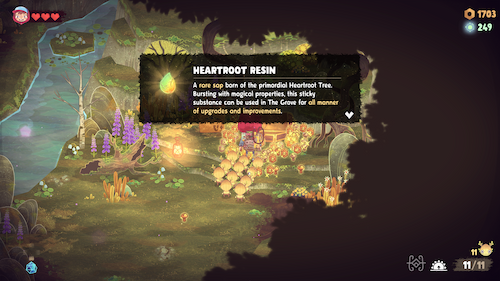 1703
249
HEARTROOT RESIN
A rare sap born of the primordial Heartroot Tree.
Bursting with magical properties, this sticky
substance can be used in The Grove for all manner
of upgrades and improvements.
11
11/11